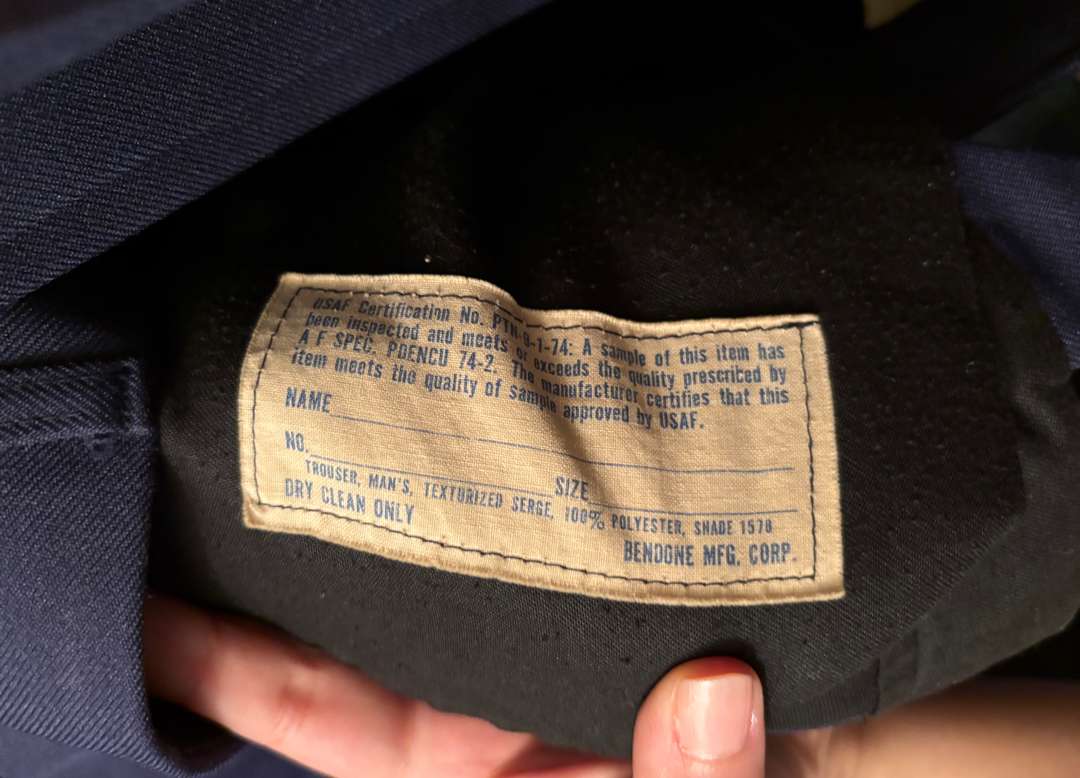 USAF Certification No. PTN-8-1-74: A sample of this item has
been inspected and meets or exceeds the quality prescribed by
A F SPEC, PDENCU 74-2. The manufacturer certifies that this
item meets the quality of sample approved by USAF.
NAME
NO. SIZE
TROUSER, MAN'S, TEXTURIZED SERGE, 100% POLYESTER, SHADE 1578
DRY CLEAN ONLY
BENDONE MFG. CORP.